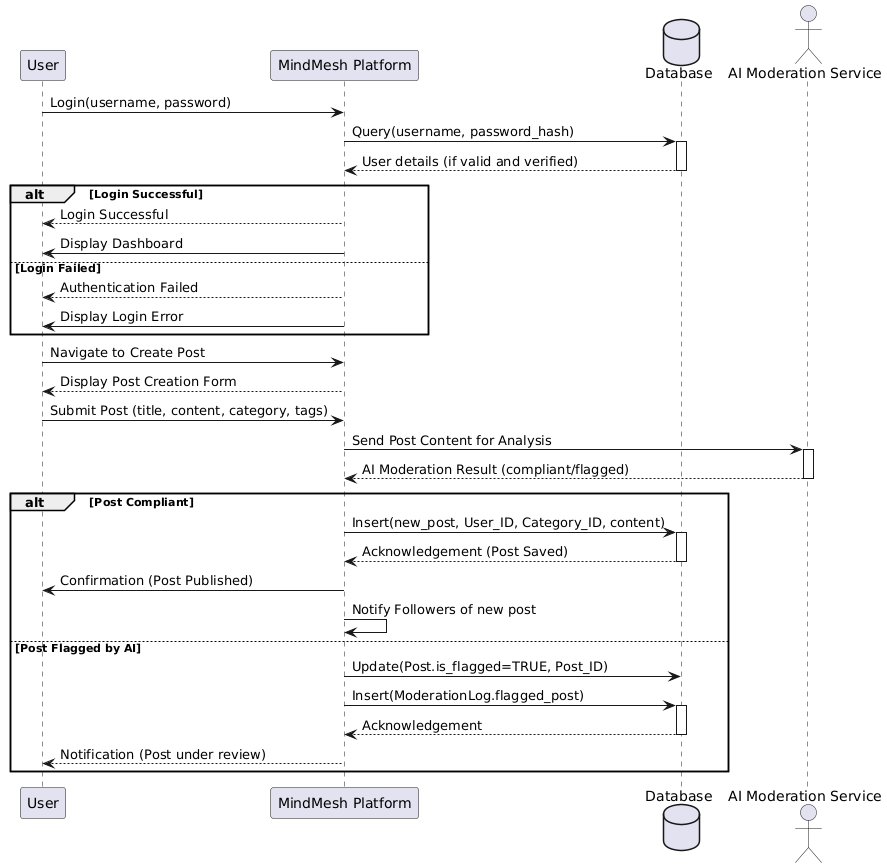 User
MindMesh Platform
Database
AI Moderation Service
Login(username, password)
Query(username, password_hash)
User details (if valid and verified)
alt [Login Successful]
Login Successful
Display Dashboard
[Login Failed]
Authentication Failed
Display Login Error
Navigate to Create Post
Display Post Creation Form
Submit Post (title, content, category, tags)
Send Post Content for Analysis
AI Moderation Result (compliant/flagged)
alt [Post Compliant]
Insert(new_post, User_ID, Category_ID, content)
Acknowledgement (Post Saved)
Confirmation (Post Published)
Notify Followers of new post
[Post Flagged by AI]
Update(Post.is_flagged=TRUE, Post_ID)
Insert(ModerationLog.flagged_post)
Acknowledgement
Notification (Post under review)
User
MindMesh Platform
Database
AI Moderation Service